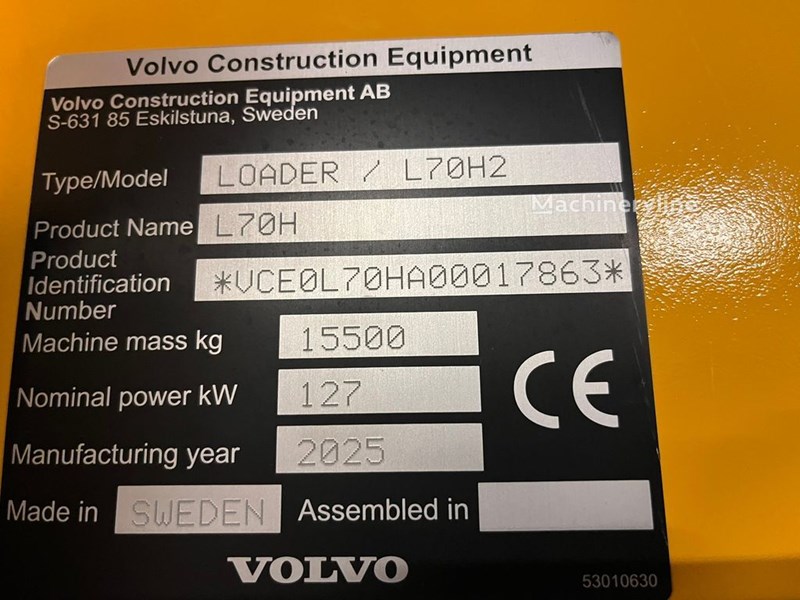 Volvo Construction Equipment
Volvo Construction Equipment AB
S-631 85 Eskilstuna, Sweden
Type/Model LOADER / L70H2
Machineryline
Product Name L70H
Product
Identification *VCE0L70HA00017863*
Number
Machine mass kg 15500
Nominal power kW 127
CE
Manufacturing year 2025
Made in SWEDEN Assembled in
VOLVO
53010630